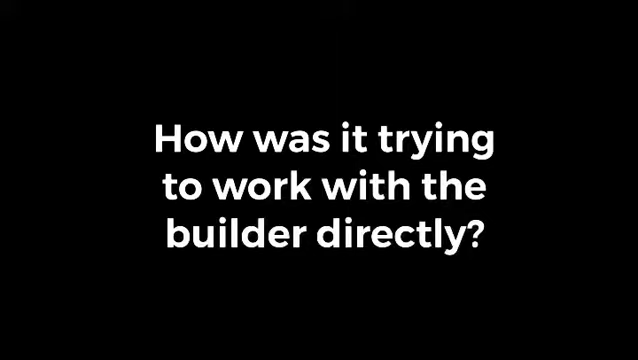 How was it trying
to work with the
builder directly?